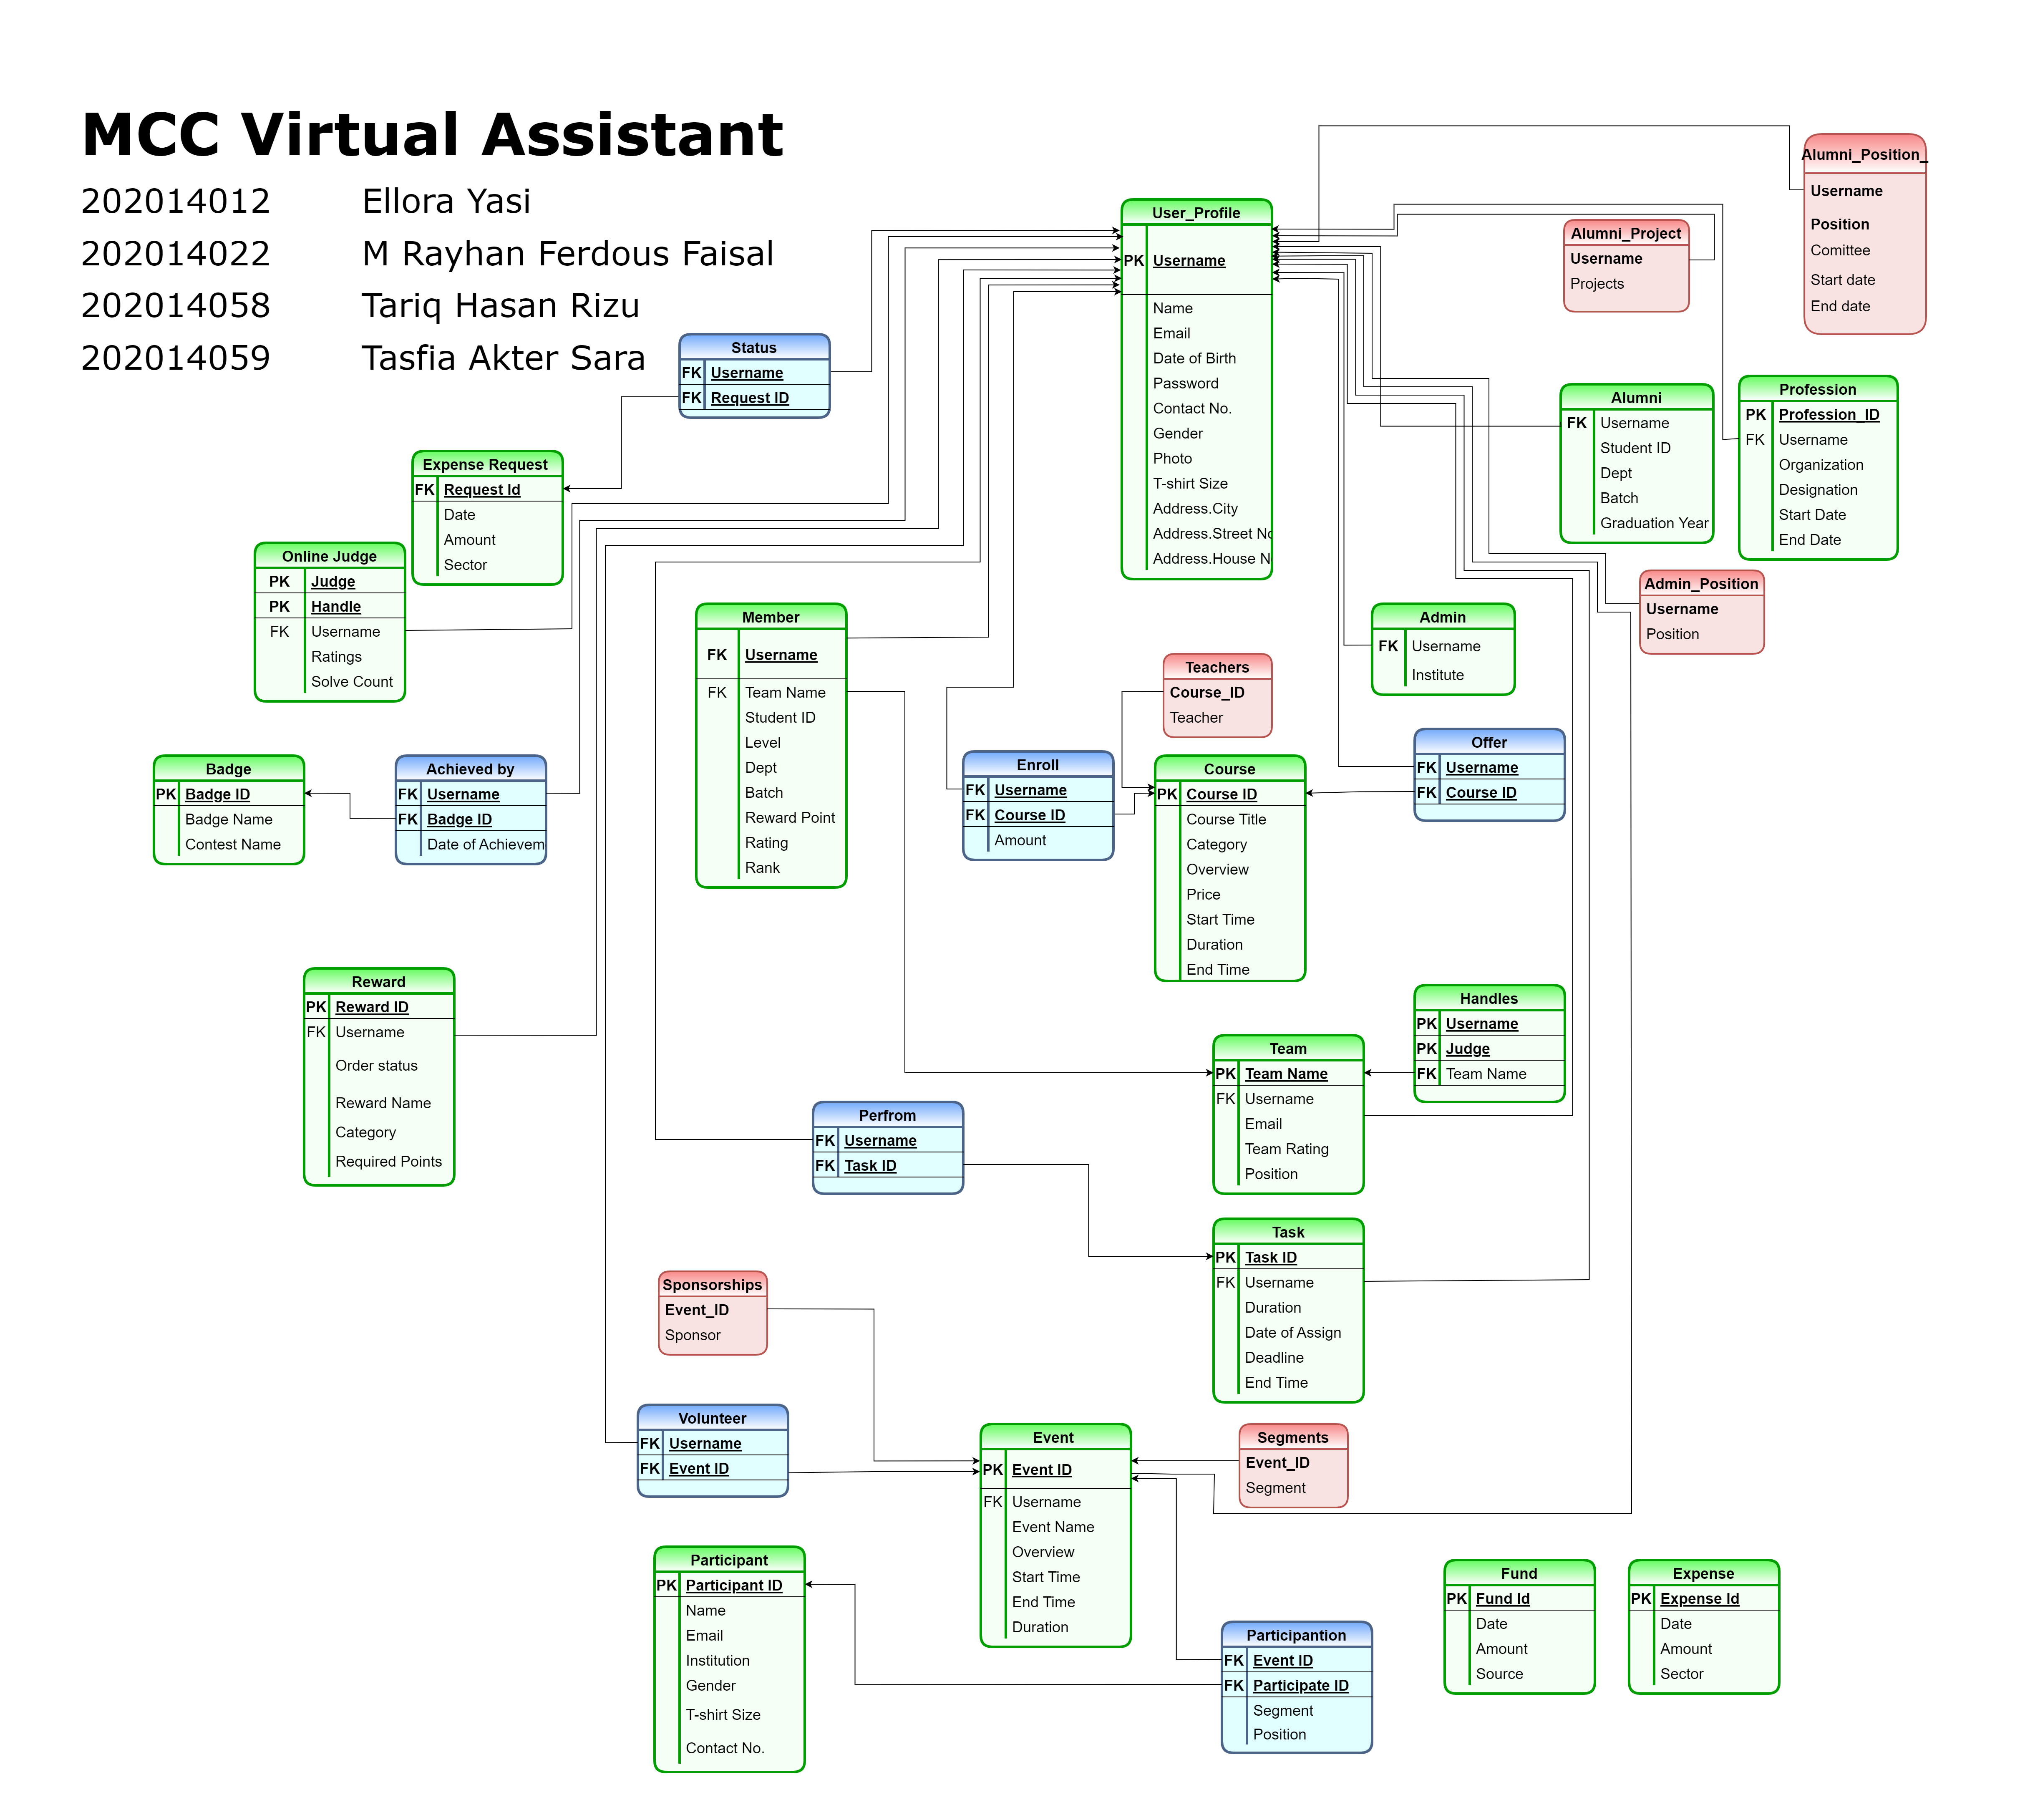 MCC Virtual Assistant
202014012 Ellora Yasi
202014022 M Rayhan Ferdous Faisal
202014058 Tariq Hasan Rizu
202014059 Tasfia Akter Sara
Alumni_Position_
Username
Position
Comittee
Start date
End date
User_Profile
PK Username
Name
Email
Date of Birth
Password
Contact No.
Gender
Photo
T-shirt Size
Address.City
Address.Street No
Address.House N
Alumni_Project
Username
Projects
Status
FK Username
FK Request ID
Alumni
FK Username
Student ID
Dept
Batch
Graduation Year
Profession
PK Profession_ID
FK Username
Organization
Designation
Start Date
End Date
Expense Request
FK Request Id
Date
Amount
Sector
Online Judge
PK Judge
PK Handle
FK Username
Ratings
Solve Count
Admin_Position
Username
Position
Member
FK Username
FK Team Name
Student ID
Level
Dept
Batch
Reward Point
Rating
Rank
Admin
FK Username
Institute
Teachers
Course_ID
Teacher
Badge
PK Badge ID
Badge Name
Contest Name
Achieved by
FK Username
FK Badge ID
Date of Achievem
Enroll
FK Username
FK Course ID
Amount
Course
PK Course ID
Course Title
Category
Overview
Price
Start Time
Duration
End Time
Offer
FK Username
FK Course ID
Reward
PK Reward ID
FK Username
Order status
Reward Name
Category
Required Points
Handles
PK Username
PK Judge
FK Team Name
Team
PK Team Name
FK Username
Email
Team Rating
Position
Perfrom
FK Username
FK Task ID
Task
PK Task ID
FK Username
Duration
Date of Assign
Deadline
End Time
Sponsorships
Event_ID
Sponsor
Volunteer
FK Username
FK Event ID
Event
PK Event ID
FK Username
Event Name
Overview
Start Time
End Time
Duration
Segments
Event_ID
Segment
Participant
PK Participant ID
Name
Email
Institution
Gender
T-shirt Size
Contact No.
Participantion
FK Event ID
FK Participate ID
Segment
Position
Fund
PK Fund Id
Date
Amount
Source
Expense
PK Expense Id
Date
Amount
Sector